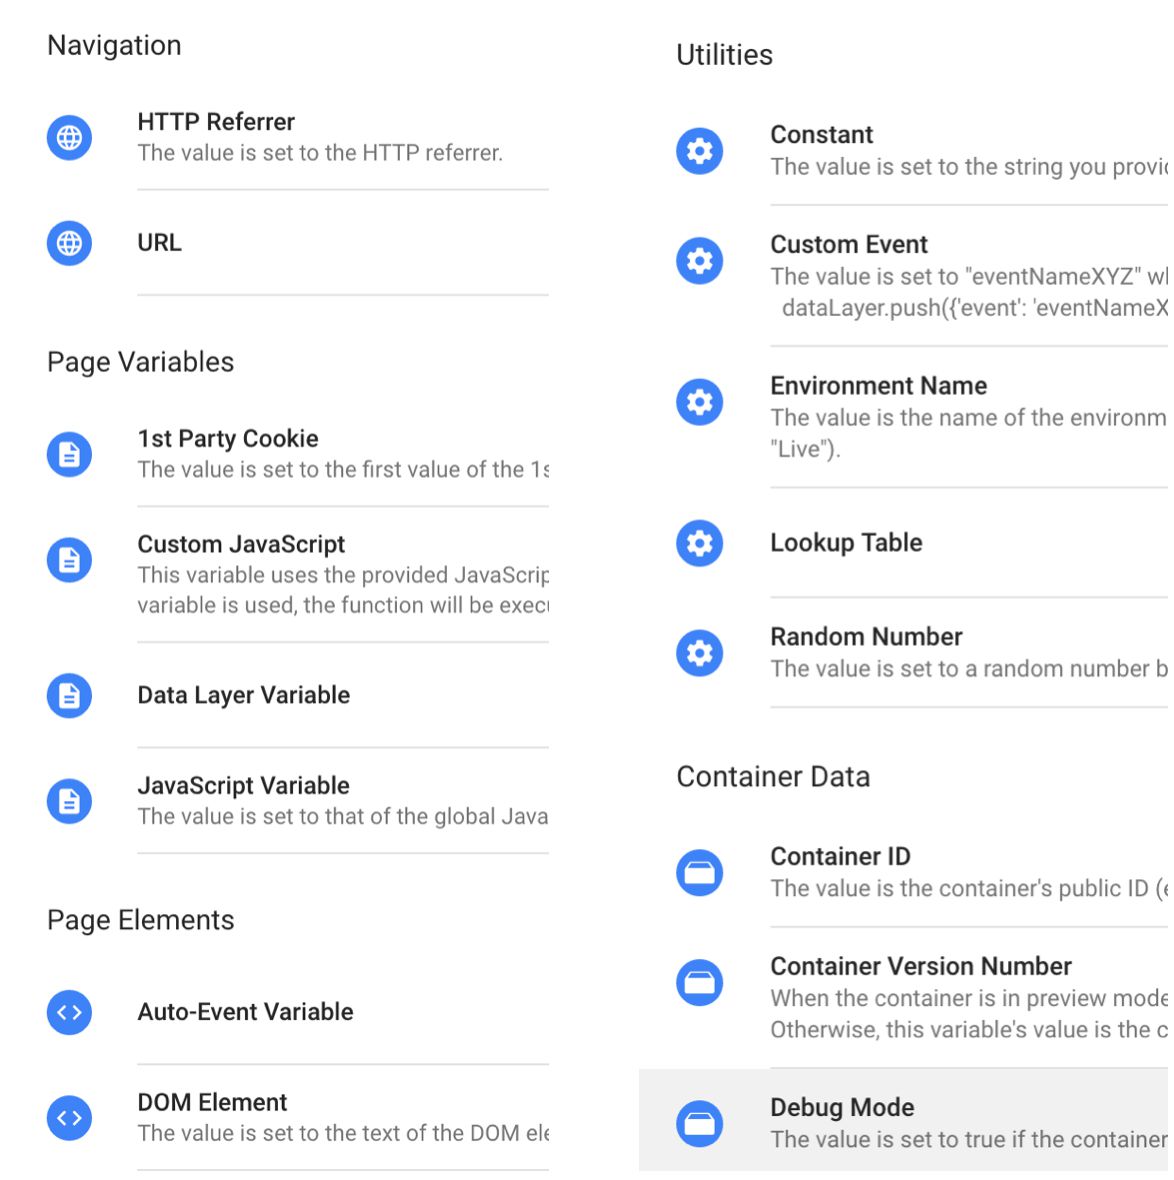 Navigation
HTTP Referrer
The value is set to the HTTP referrer.
URL
Page Variables
1st Party Cookie
The value is set to the first value of the
Custom JavaScript
This variable uses the provided
variable is used, the function will be
Data Layer Variable
JavaScript Variable
The value is set to that of the global Java
Page Elements
Auto-Event Variable
DOM Element
The value is set to the text of the DOM
Utilities
Constant
The value is set to the string you
Custom Event
The value is set to "eventNameXYZ"
dataLayer.push({'event': 'eventNameX
Environment Name
The value is the name of the environm
"Live").
Lookup Table
Random Number
The value is set to a random number b
Container Data
Container ID
The value is the container's public ID (
Container Version Number
When the container is in preview mode
Otherwise, this variable's value is the c
Debug Mode
The value is set to true if the container